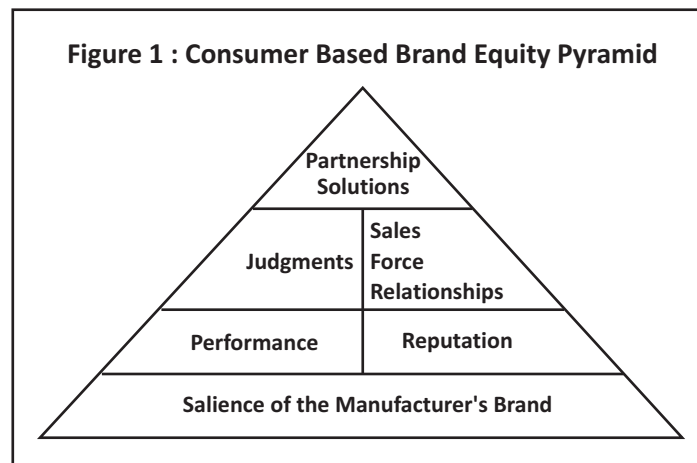 Figure 1 : Consumer Based Brand Equity Pyramid
Partnership
Solutions
Judgments
Sales
Force
Relationships
Performance
Reputation
Salience of the Manufacturer's Brand